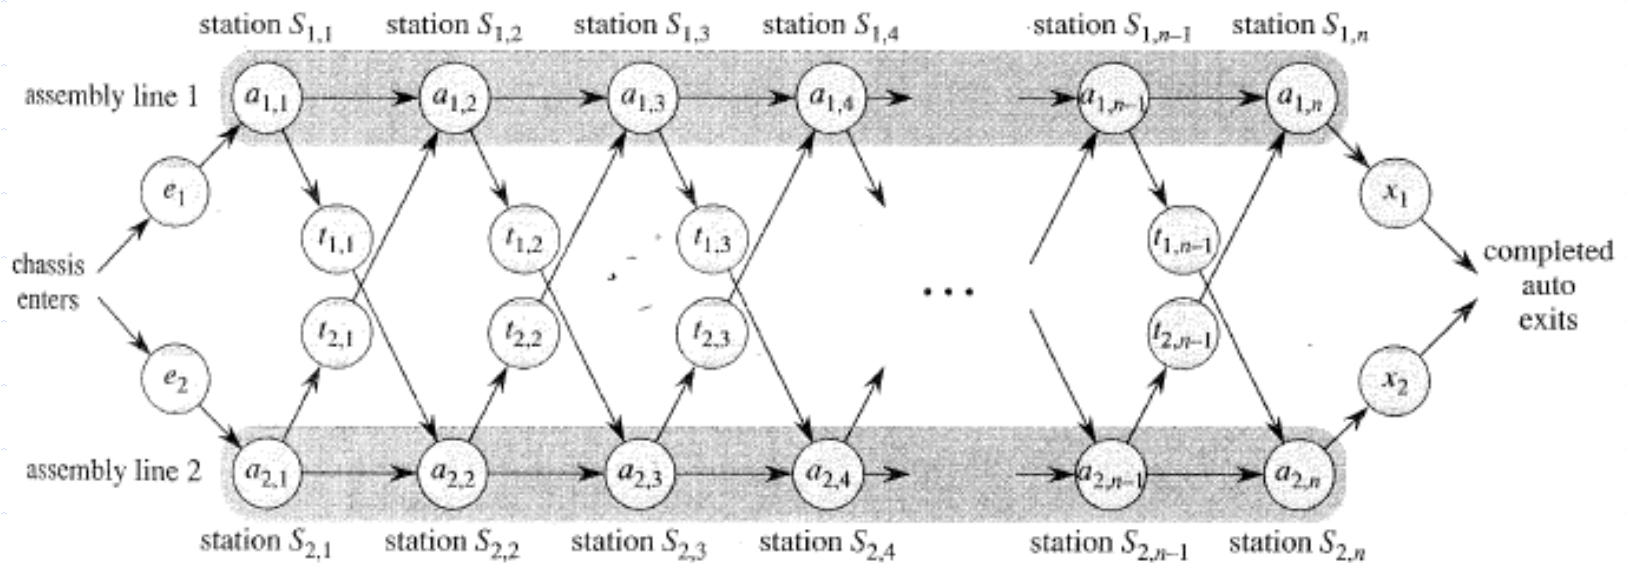 station S1,1 station S1,2 station S1,3 station S1,4 station S1,n–1 station S1,n
assembly line 1 a1,1 a1,2 a1,3 a1,4 a1,n–1 a1,n
e1 x1
t1,1 t1,2 t1,3 t1,n–1
chassis
enters
completed
auto
exits
...
t2,1 t2,2 t2,3 t2,n–1
e2 x2
assembly line 2 a2,1 a2,2 a2,3 a2,4 a2,n–1 a2,n
station S2,1 station S2,2 station S2,3 station S2,4 station S2,n–1 station S2,n